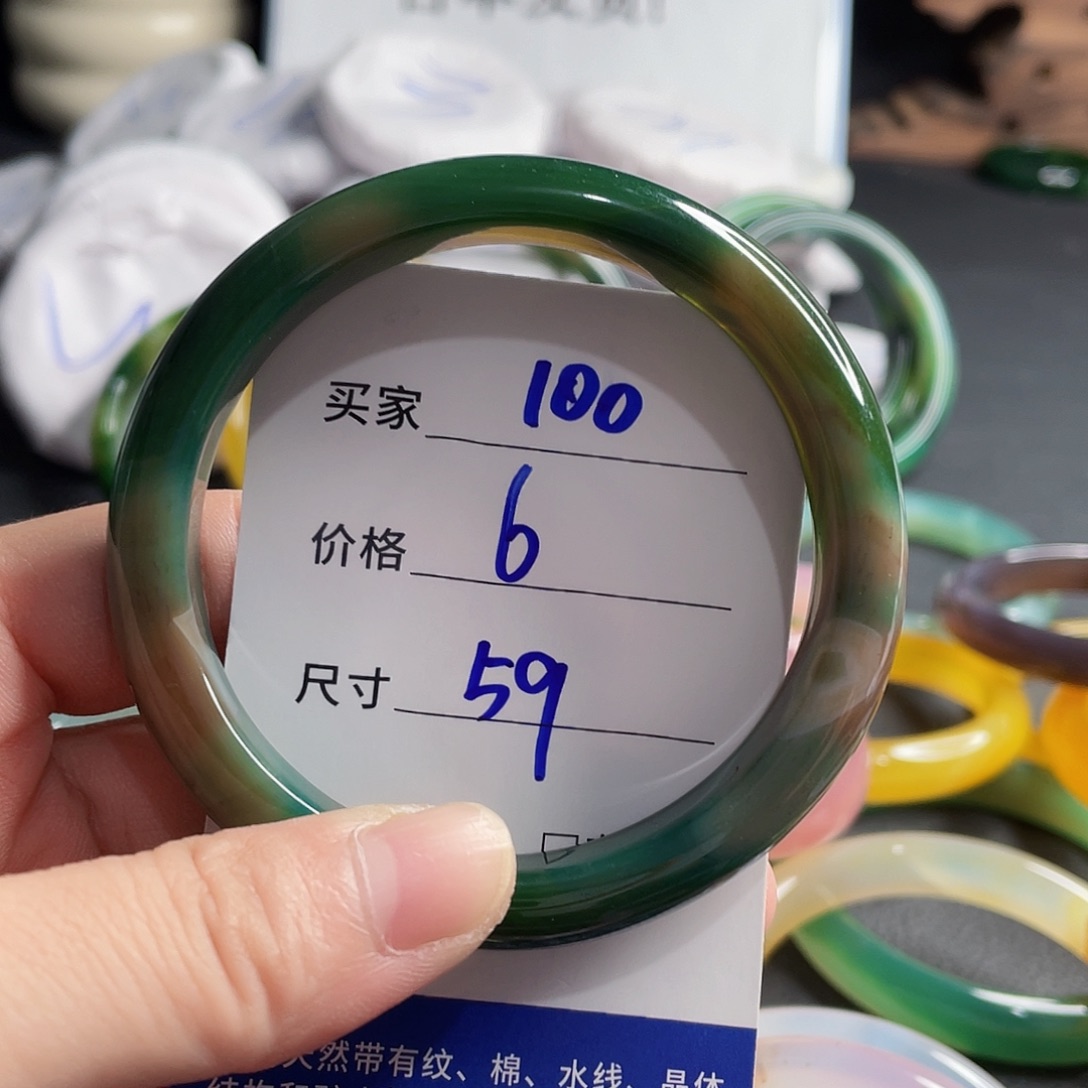 买家 100
价格 6
尺寸 59
天然带有纹、棉、水线、晶体